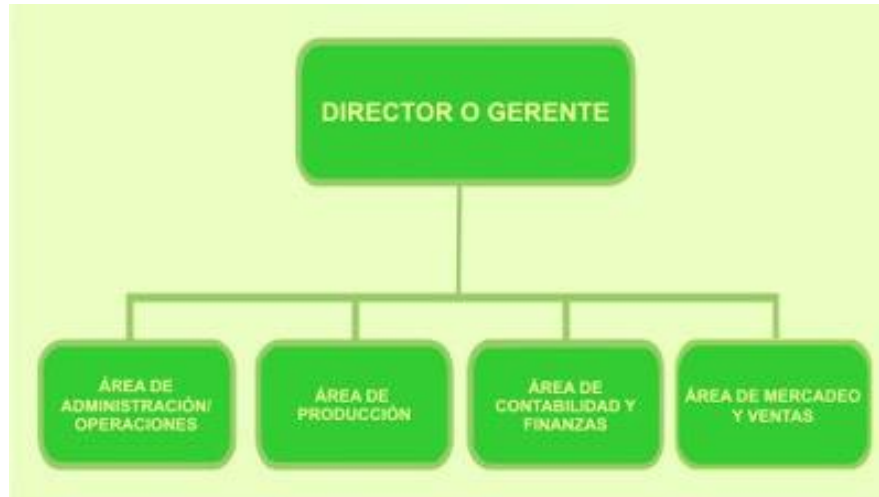 DIRECTOR O GERENTE
ÁREA DE
ADMINISTRACIÓN/
OPERACIONES
ÁREA DE
PRODUCCIÓN
ÁREA DE
CONTABILIDAD Y
FINANZAS
ÁREA DE MERCADEO
Y VENTAS